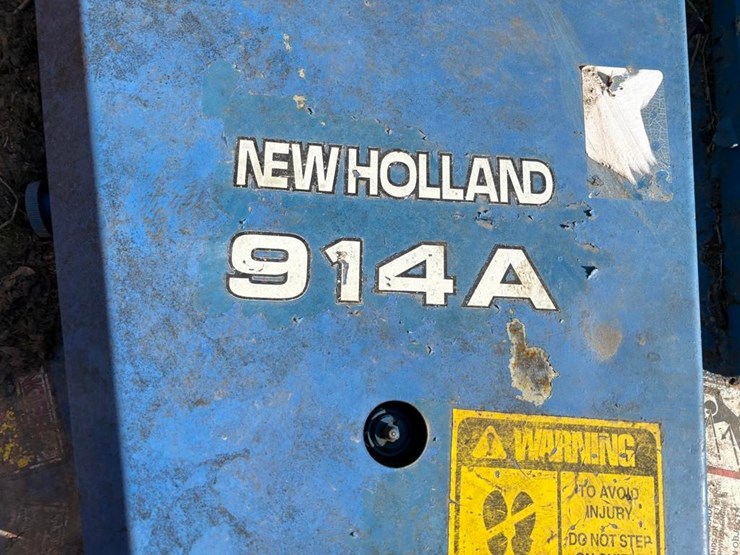 NEW HOLLAND
914A
WARNING
TO AVOID
INJURY
DO NOT STEP